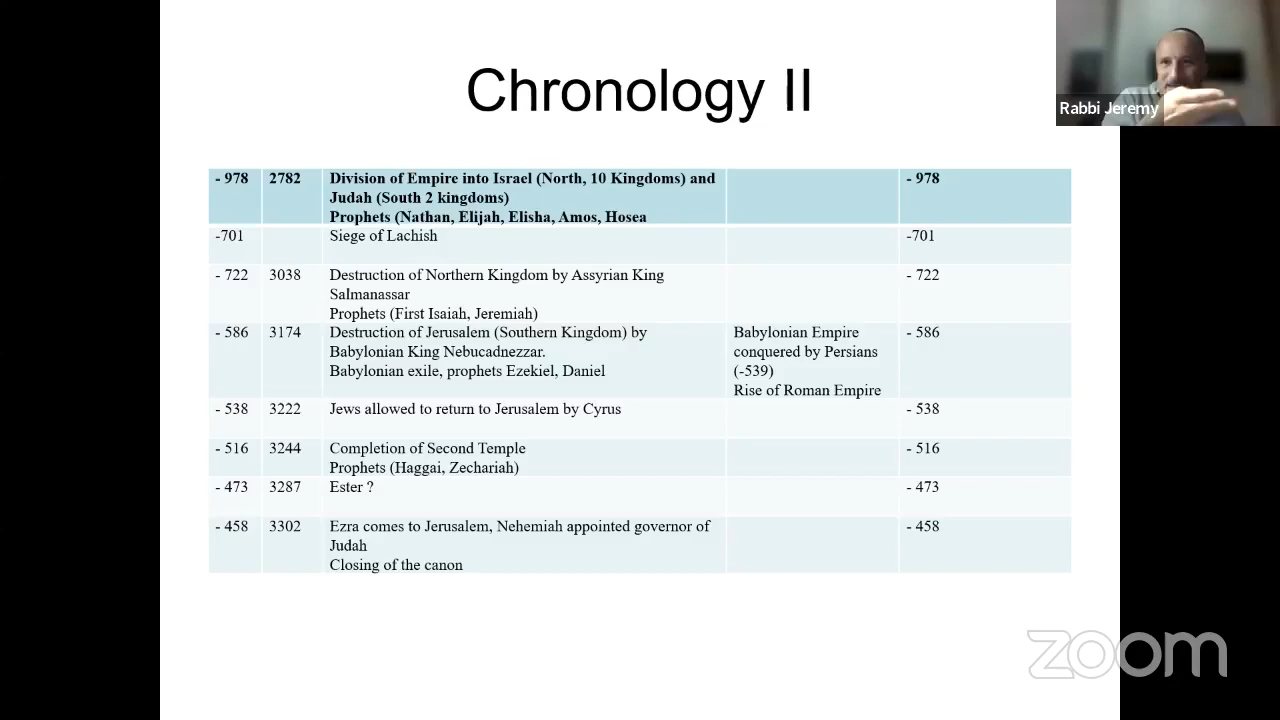 Chronology II
Rabbi Jeremy
- 978 2782 Division of Empire into Israel (North, 10 Kingdoms) and - 978
Judah (South 2 kingdoms)
Prophets (Nathan, Elijah, Elisha, Amos, Hosea
-701 Siege of Lachish -701
- 722 3038 Destruction of Northern Kingdom by Assyrian King - 722
Salmanassar
Prophets (First Isaiah, Jeremiah)
- 586 3174 Destruction of Jerusalem (Southern Kingdom) by Babylonian Empire - 586
Babylonian King Nebucadnezzar. conquered by Persians
Babylonian exile, prophets Ezekiel, Daniel (-539)
Rise of Roman Empire
- 538 3222 Jews allowed to return to Jerusalem by Cyrus - 538
- 516 3244 Completion of Second Temple - 516
Prophets (Haggai, Zechariah)
- 473 3287 Ester ? - 473
- 458 3302 Ezra comes to Jerusalem, Nehemiah appointed governor of - 458
Judah
Closing of the canon
zoom